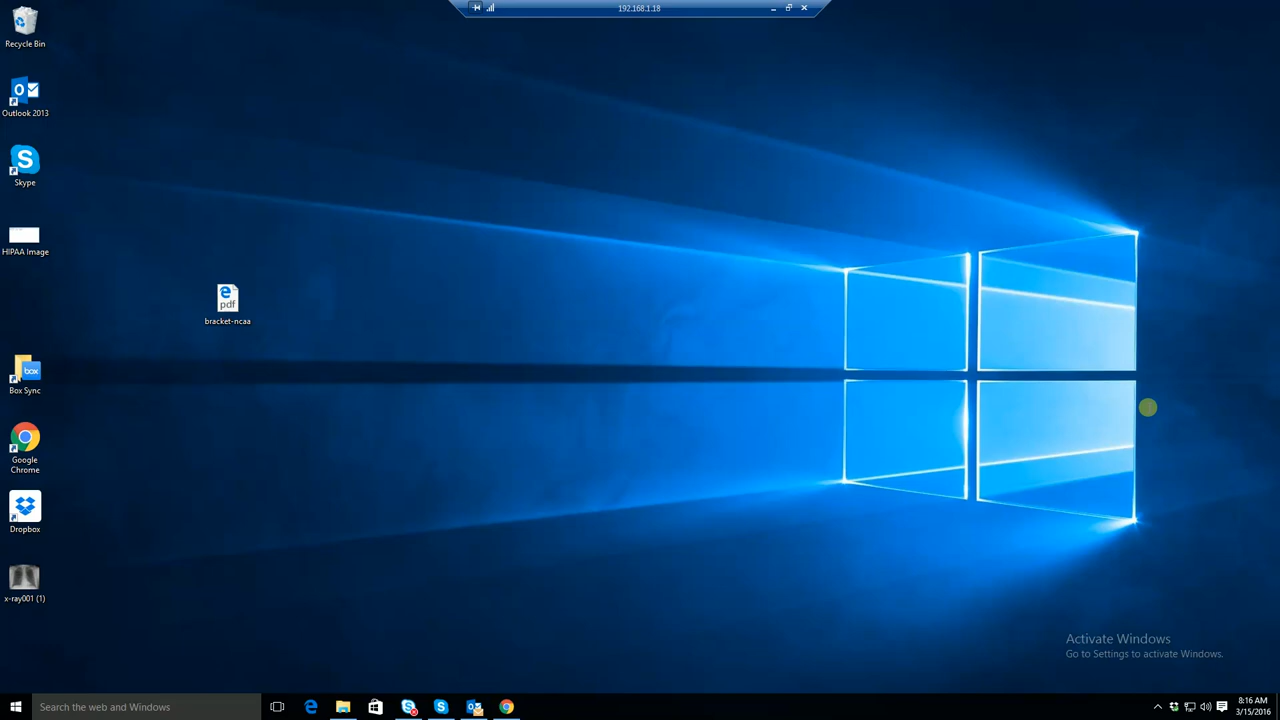 192.168.1.18
Recycle Bin
Outlook 2013
Skype
HIPAA Image
pdf
bracket-ncaa
box
Box Sync
Google
Chrome
Dropbox
x-ray001 (1)
Activate Windows
Go to Settings to activate Windows.
Search the web and Windows
8:16 AM
3/15/2016